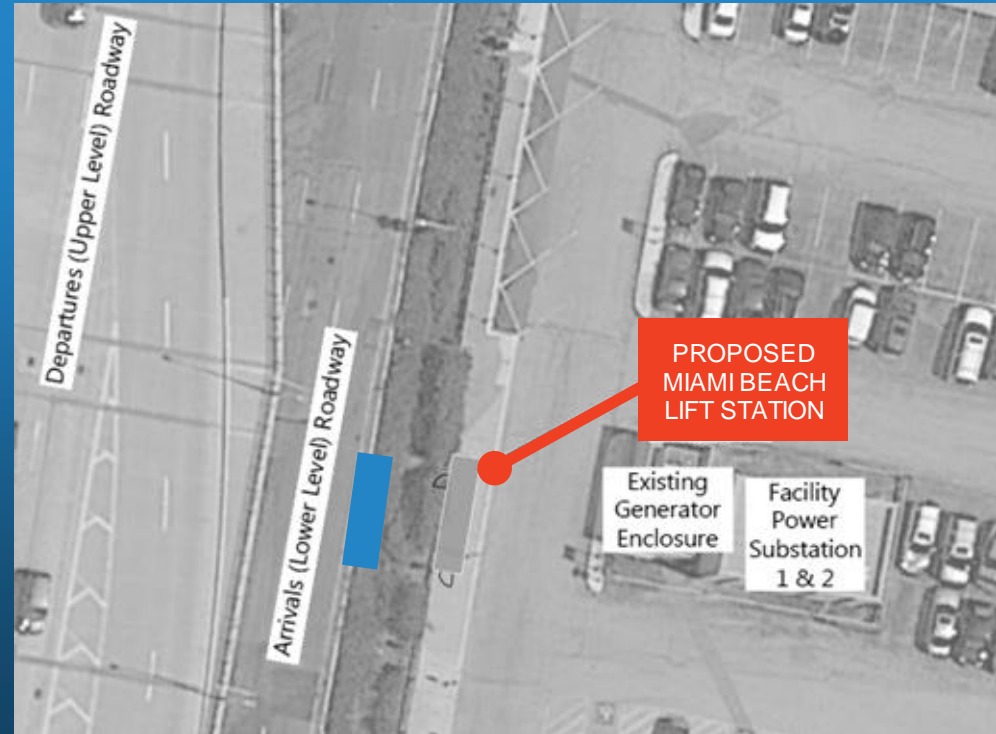 Departures (Upper Level) Roadway
Arrivals (Lower Level) Roadway
PROPOSED
MIAMI BEACH
LIFT STATION
Existing
Generator
Enclosure
Facility
Power
Substation
1 & 2